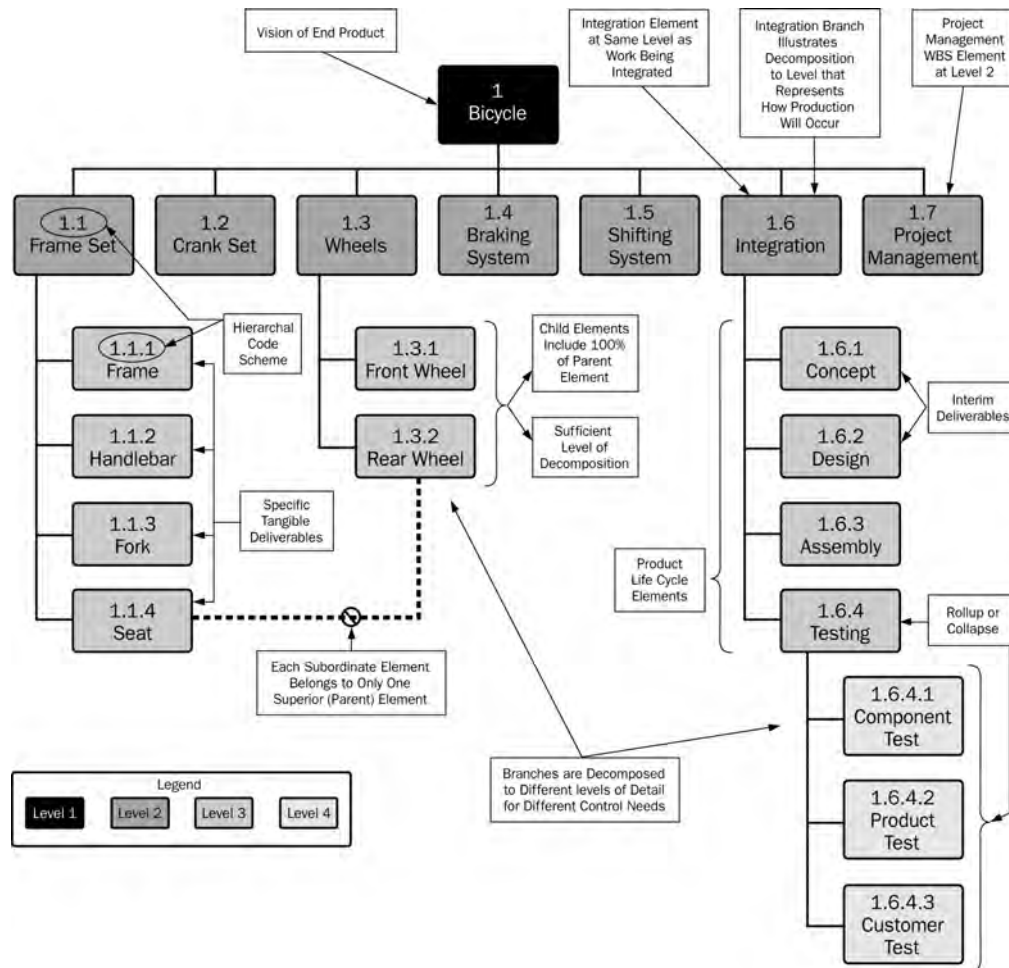 Vision of End Product
Integration Element
at Same Level as
Work Being
Integrated
Integration Branch
Illustrates
Decomposition
to Level that
Represents
How Production
Will Occur
Project
Management
WBS Element
at Level 2
1
Bicycle
1.1
Frame Set
1.2
Crank Set
1.3
Wheels
1.4
Braking
System
1.5
Shifting
System
1.6
Integration
1.7
Project
Management
Hierarchal
Code
Scheme
1.1.1
Frame
1.1.2
Handlebar
1.1.3
Fork
1.1.4
Seat
Specific
Tangible
Deliverables
1.3.1
Front Wheel
1.3.2
Rear Wheel
Child Elements
Include 100%
of Parent
Element
Sufficient
Level of
Decomposition
Each Subordinate Element
Belongs to Only One
Superior (Parent) Element
Product
Life Cycle
Elements
1.6.1
Concept
1.6.2
Design
1.6.3
Assembly
1.6.4
Testing
Interim
Deliverables
Rollup or
Collapse
1.6.4.1
Component
Test
1.6.4.2
Product
Test
1.6.4.3
Customer
Test
Branches are Decomposed
to Different levels of Detail
for Different Control Needs
Legend
Level 1
Level 2
Level 3
Level 4